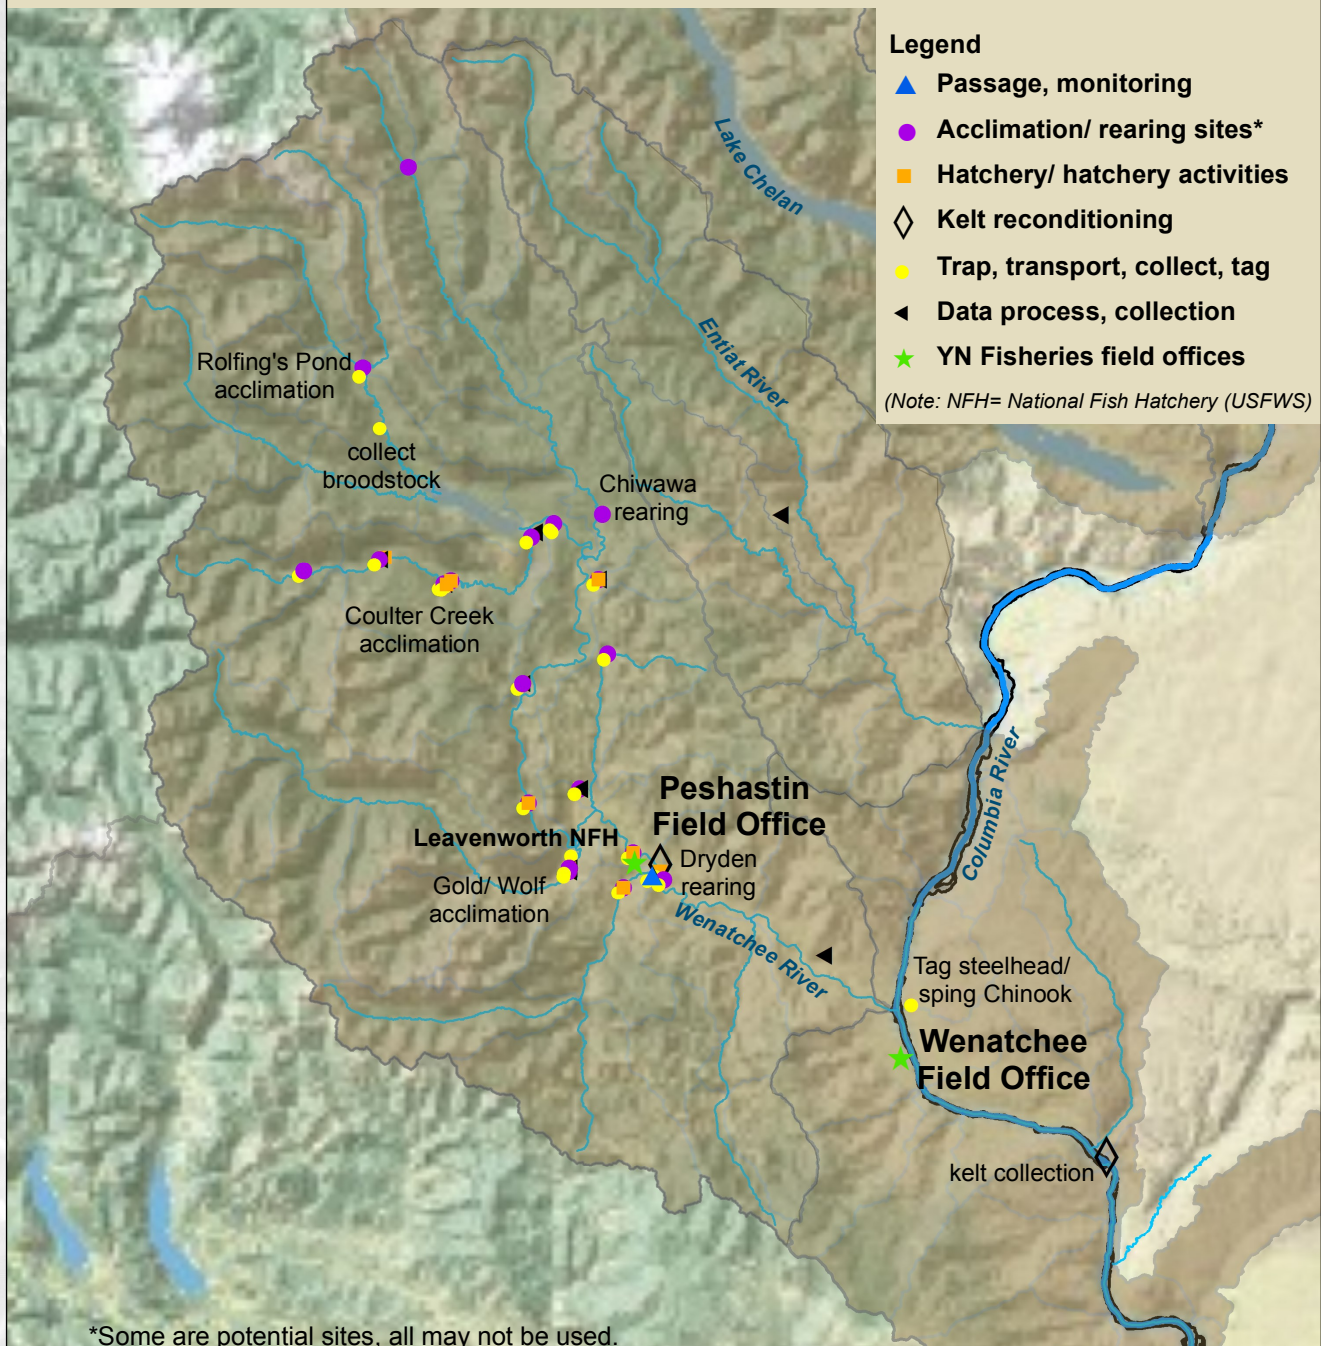 Legend
Passage, monitoring
Acclimation/ rearing sites*
Hatchery/ hatchery activities
Kelt reconditioning
Trap, transport, collect, tag
Data process, collection
YN Fisheries field offices
(Note: NFH= National Fish Hatchery (USFWS)
Lake Chelan
Entiat River
Rolfing's Pond
acclimation
collect
broodstock
Chiwawa
rearing
Coulter Creek
acclimation
Columbia River
Peshastin
Field Office
Leavenworth NFH
Dryden
rearing
Gold/ Wolf
acclimation
Wenatchee River
Tag steelhead/
sping Chinook
Wenatchee
Field Office
kelt collection
*Some are potential sites, all may not be used.